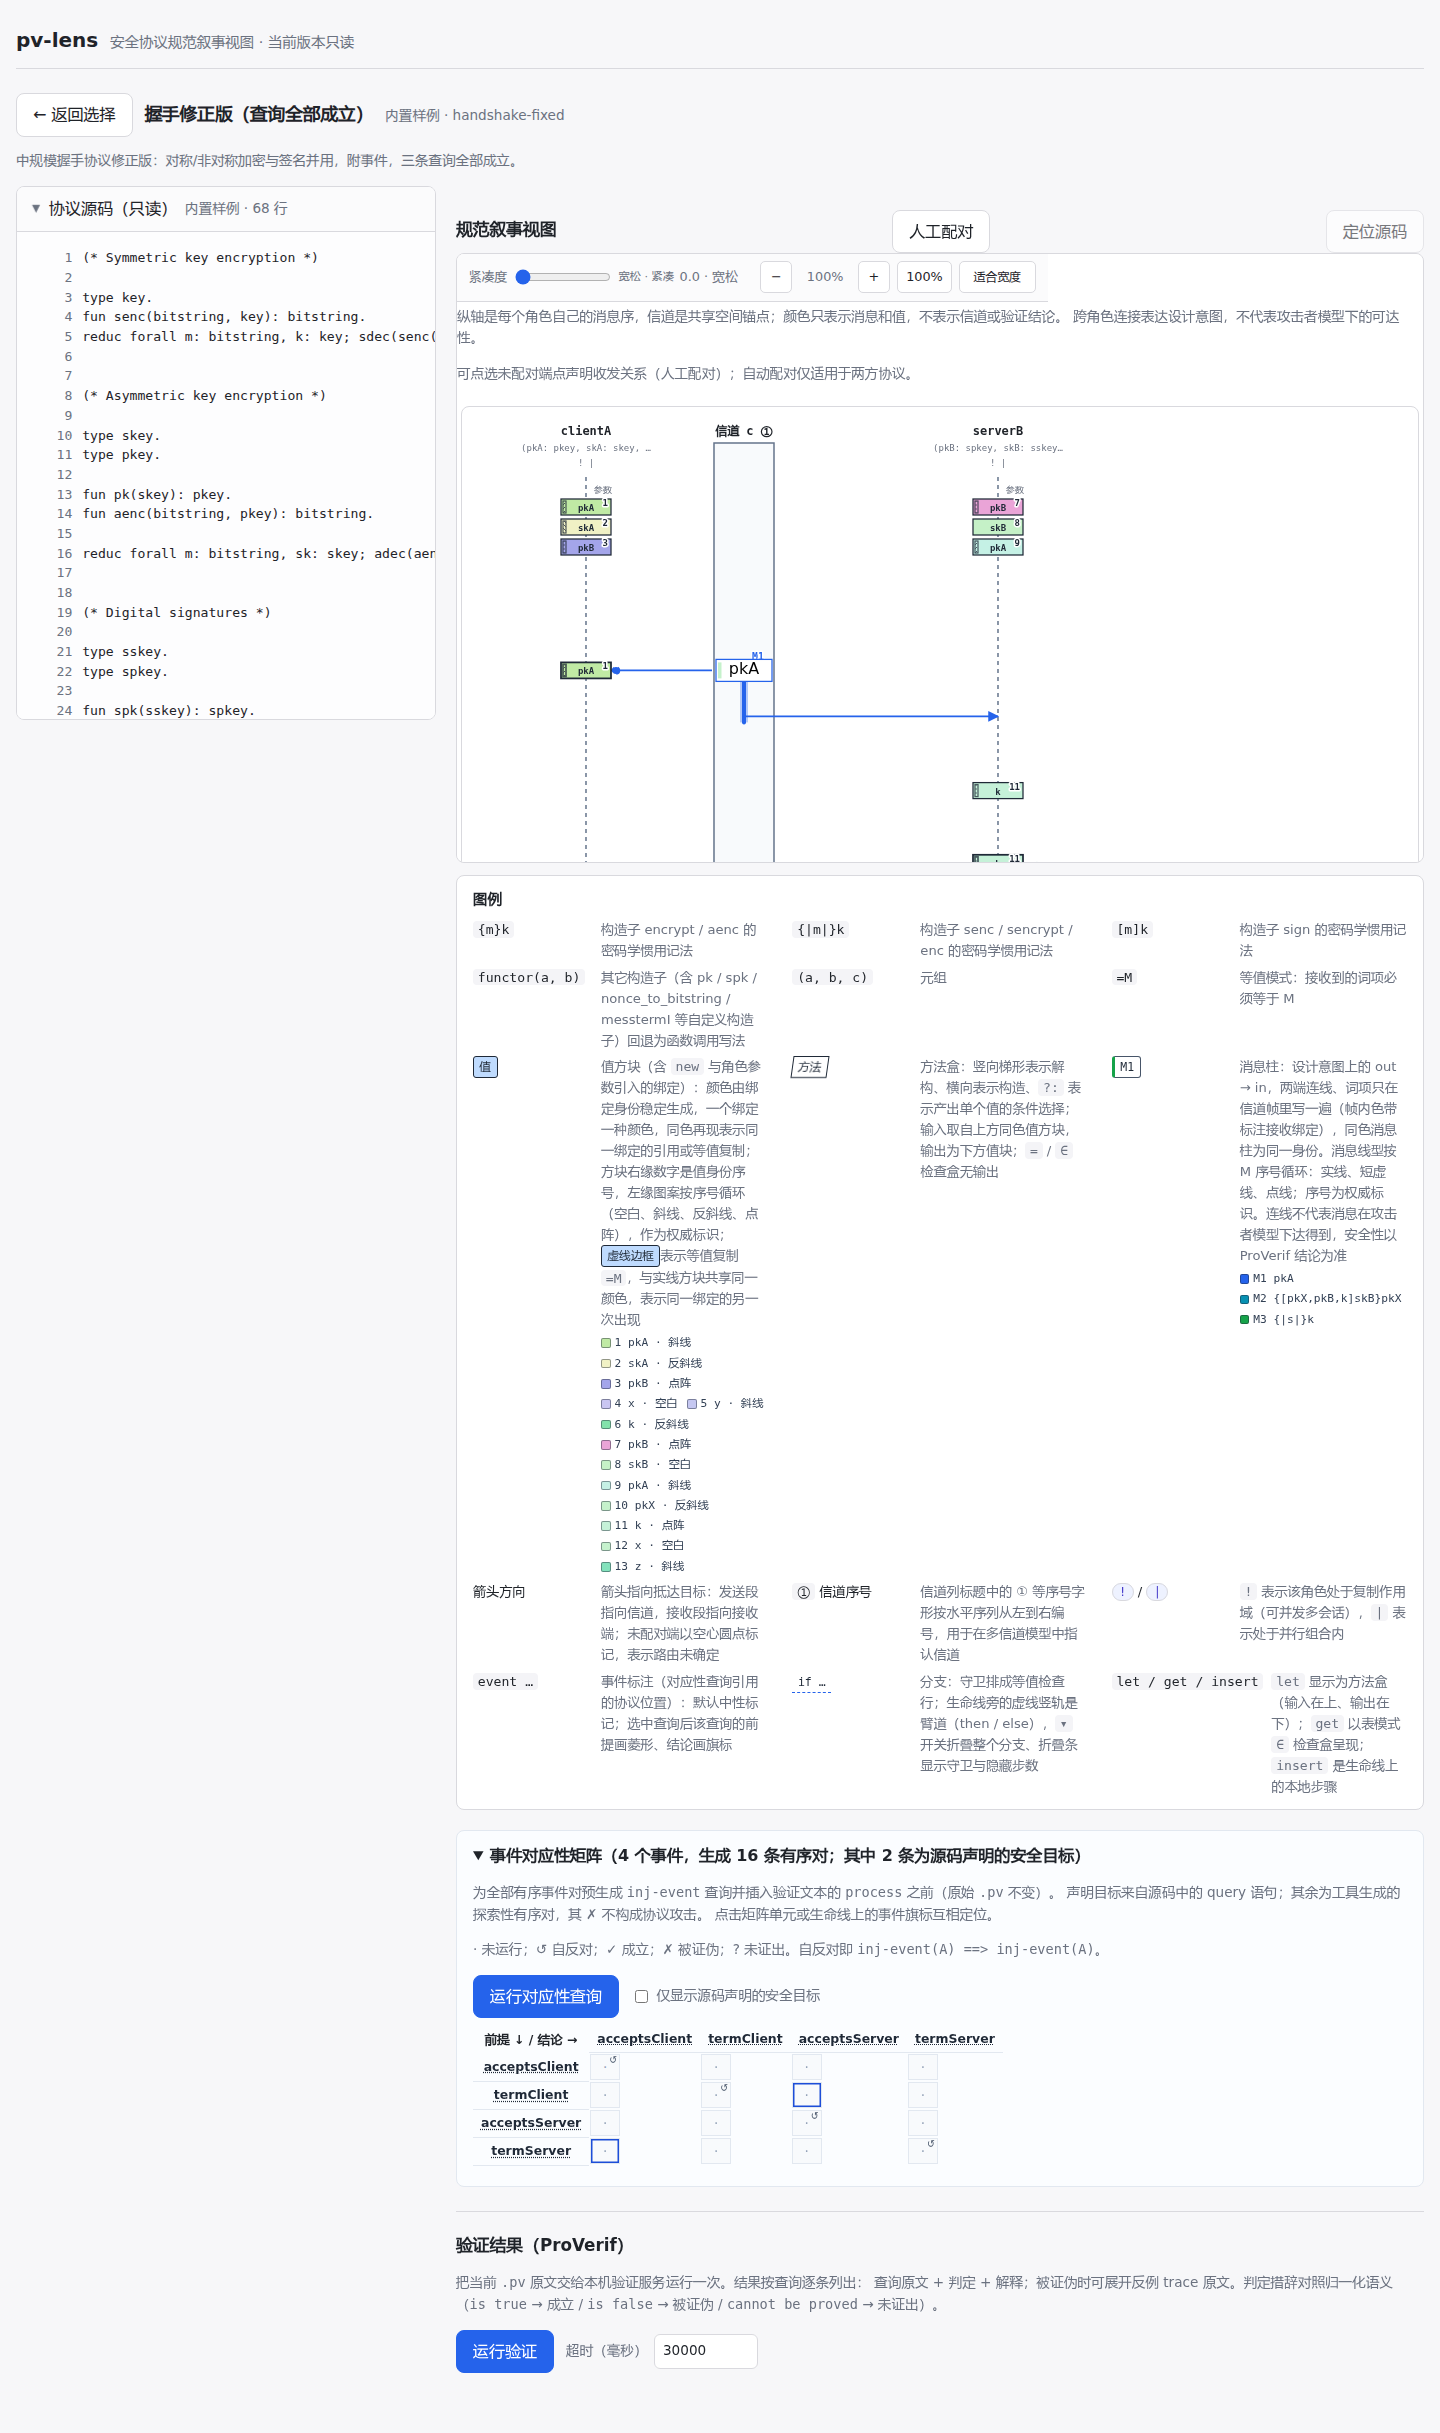 pv-lens 安全协议规范叙事视图 · 当前版本只读
← 返回选择 握手修正版（查询全部成立） 内置样例 · handshake-fixed
中规模握手协议修正版：对称/非对称加密与签名并用，附事件，三条查询全部成立。
▼ 协议源码（只读） 内置样例 · 68 行
1 (* Symmetric key encryption *)
2
3 type key.
4 fun senc(bitstring, key): bitstring.
5 reduc forall m: bitstring, k: key; sdec(senc(
6
7
8 (* Asymmetric key encryption *)
9
10 type skey.
11 type pkey.
12
13 fun pk(skey): pkey.
14 fun aenc(bitstring, pkey): bitstring.
15
16 reduc forall m: bitstring, sk: skey; adec(aen
17
18
19 (* Digital signatures *)
20
21 type sskey.
22 type spkey.
23
24 fun spk(sskey): spkey.
规范叙事视图
人工配对
定位源码
紧凑度 宽松 · 紧凑 0.0 · 宽松 − 100% + 100% 适合宽度
纵轴是每个角色自己的消息序，信道是共享空间锚点；颜色只表示消息和值，不表示信道或验证结论。 跨角色连接表达设计意图，不代表攻击者模型下的可达
性。
可点选未配对端点声明收发关系（人工配对）；自动配对仅适用于两方协议。
clientA 信道 c ① serverB
(pkA: pkey, skA: skey, … (pkB: spkey, skB: sskey…
! | ! |
参数 参数
pkA 1 pkB 7
skA 2 skB 8
pkB 3 pkA 9
M1
pkA 1 pkA
k 11
11
图例
{m}k 构造子 encrypt / aenc 的
密码学惯用记法
{|m|}k 构造子 senc / sencrypt /
enc 的密码学惯用记法
[m]k 构造子 sign 的密码学惯用记
法
functor(a, b) 其它构造子（含 pk / spk /
nonce_to_bitstring /
messtermI 等自定义构造
子）回退为函数调用写法
(a, b, c) 元组
=M 等值模式：接收到的词项必
须等于 M
值 值方块（含 new 与角色参
数引入的绑定）：颜色由绑
定身份稳定生成，一个绑定
一种颜色，同色再现表示同
一绑定的引用或等值复制；
方块右缘数字是值身份序
号，左缘图案按序号循环
（空白、斜线、反斜线、点
阵），作为权威标识；
虚线边框 表示等值复制
=M ，与实线方块共享同一
颜色，表示同一绑定的另一
次出现
1 pkA · 斜线
2 skA · 反斜线
3 pkB · 点阵
4 x · 空白 5 y · 斜线
6 k · 反斜线
7 pkB · 点阵
8 skB · 空白
9 pkA · 斜线
10 pkX · 反斜线
11 k · 点阵
12 x · 空白
13 z · 斜线
方法 方法盒：竖向梯形表示解
构、横向表示构造、 ?: 表
示产出单个值的条件选择；
输入取自上方同色值方块，
输出为下方值块； = / ∈
检查盒无输出
M1 消息柱：设计意图上的 out
→ in，两端连线、词项只在
信道帧里写一遍（帧内色带
标注接收绑定），同色消息
柱为同一身份。消息线型按
M 序号循环：实线、短虚
线、点线；序号为权威标
识。连线不代表消息在攻击
者模型下达得到，安全性以
ProVerif 结论为准
M1 pkA
M2 {[pkX,pkB,k]skB}pkX
M3 {|s|}k
箭头方向 箭头指向抵达目标：发送段
指向信道，接收段指向接收
端；未配对端以空心圆点标
记，表示路由未确定
① 信道序号 信道列标题中的 ① 等序号字
形按水平序列从左到右编
号，用于在多信道模型中指
认信道
! / | ! 表示该角色处于复制作用
域（可并发多会话），| 表
示处于并行组合内
event … 事件标注（对应性查询引用
的协议位置）：默认中性标
记；选中查询后该查询的前
提画菱形、结论画旗标
if … 分支：守卫排成等值检查
行；生命线旁的虚线竖轨是
臂道（then / else），▾
开关折叠整个分支、折叠条
显示守卫与隐藏步数
let / get / insert let 显示为方法盒
（输入在上、输出在
下）； get 以表模式
∈ 检查盒呈现；
insert 是生命线上
的本地步骤
▼ 事件对应性矩阵（4 个事件，生成 16 条有序对；其中 2 条为源码声明的安全目标）
为全部有序事件对预生成 inj-event 查询并插入验证文本的 process 之前（原始 .pv 不变）。 声明目标来自源码中的 query 语句；其余为工具生成的
探索性有序对，其 ✗ 不构成协议攻击。 点击矩阵单元或生命线上的事件旗标互相定位。
· 未运行；↺ 自反对；✓ 成立；✗ 被证伪；? 未证出。自反对即 inj-event(A) ==> inj-event(A)。
运行对应性查询 仅显示源码声明的安全目标
前提 ↓ / 结论 → acceptsClient termClient acceptsServer termServer
acceptsClient · ↺ · · ·
termClient · · ↺ · ·
acceptsServer · · · ↺ ·
termServer · · · · ↺
验证结果（ProVerif）
把当前 .pv 原文交给本机验证服务运行一次。结果按查询逐条列出： 查询原文 + 判定 + 解释；被证伪时可展开反例 trace 原文。判定措辞对照归一化语义
（is true → 成立 / is false → 被证伪 / cannot be proved → 未证出）。
运行验证 超时（毫秒） 30000